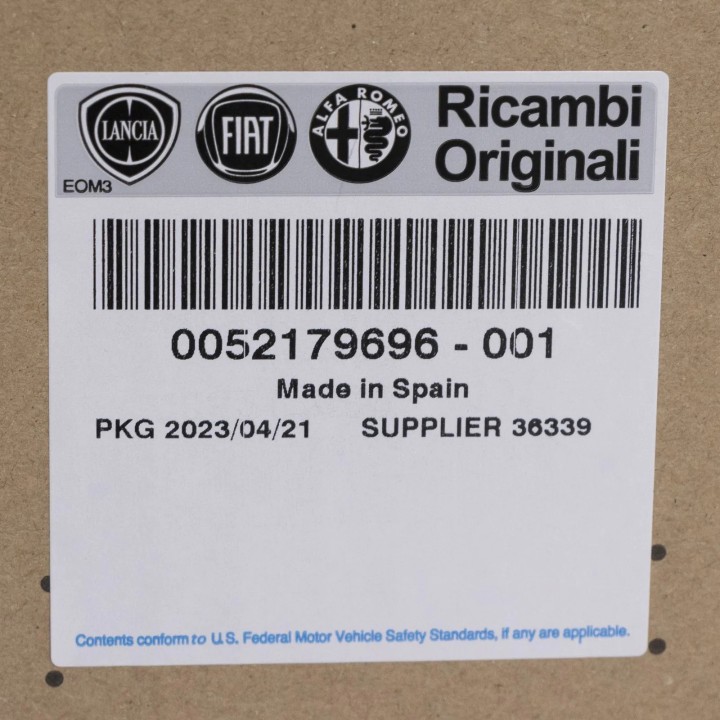 LANCIA
FIAT
ALFA ROMEO
EOM3
Ricambi
Originali
0052179696 - 001
Made in Spain
PKG 2023/04/21 SUPPLIER 36339
Contents conform to U.S. Federal Motor Vehicle Safety Standards, if any are applicable.